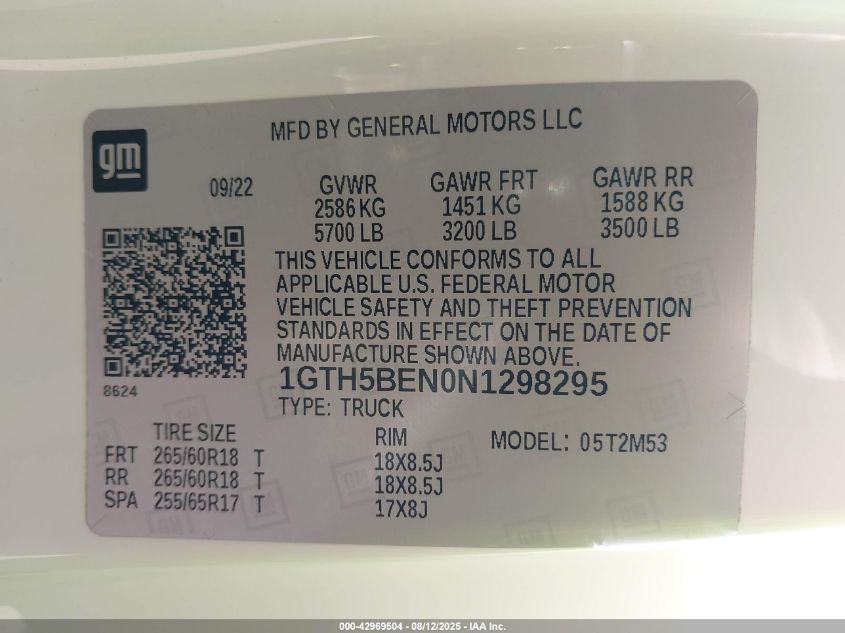 MFD BY GENERAL MOTORS LLC
gm
09/22
GVWR GAWR FRT GAWR RR
2586 KG 1451 KG 1588 KG
5700 LB 3200 LB 3500 LB
THIS VEHICLE CONFORMS TO ALL
APPLICABLE U.S. FEDERAL MOTOR
VEHICLE SAFETY AND THEFT PREVENTION
STANDARDS IN EFFECT ON THE DATE OF
MANUFACTURE SHOWN ABOVE.
8624
1GTH5BEN0N1298295
TYPE: TRUCK
TIRE SIZE RIM MODEL: 05T2M53
FRT 265/60R18 T 18X8.5J
RR 265/60R18 T 18X8.5J
SPA 255/65R17 T 17X8J
000-42969504 - 08/12/2025 - IAA Inc.